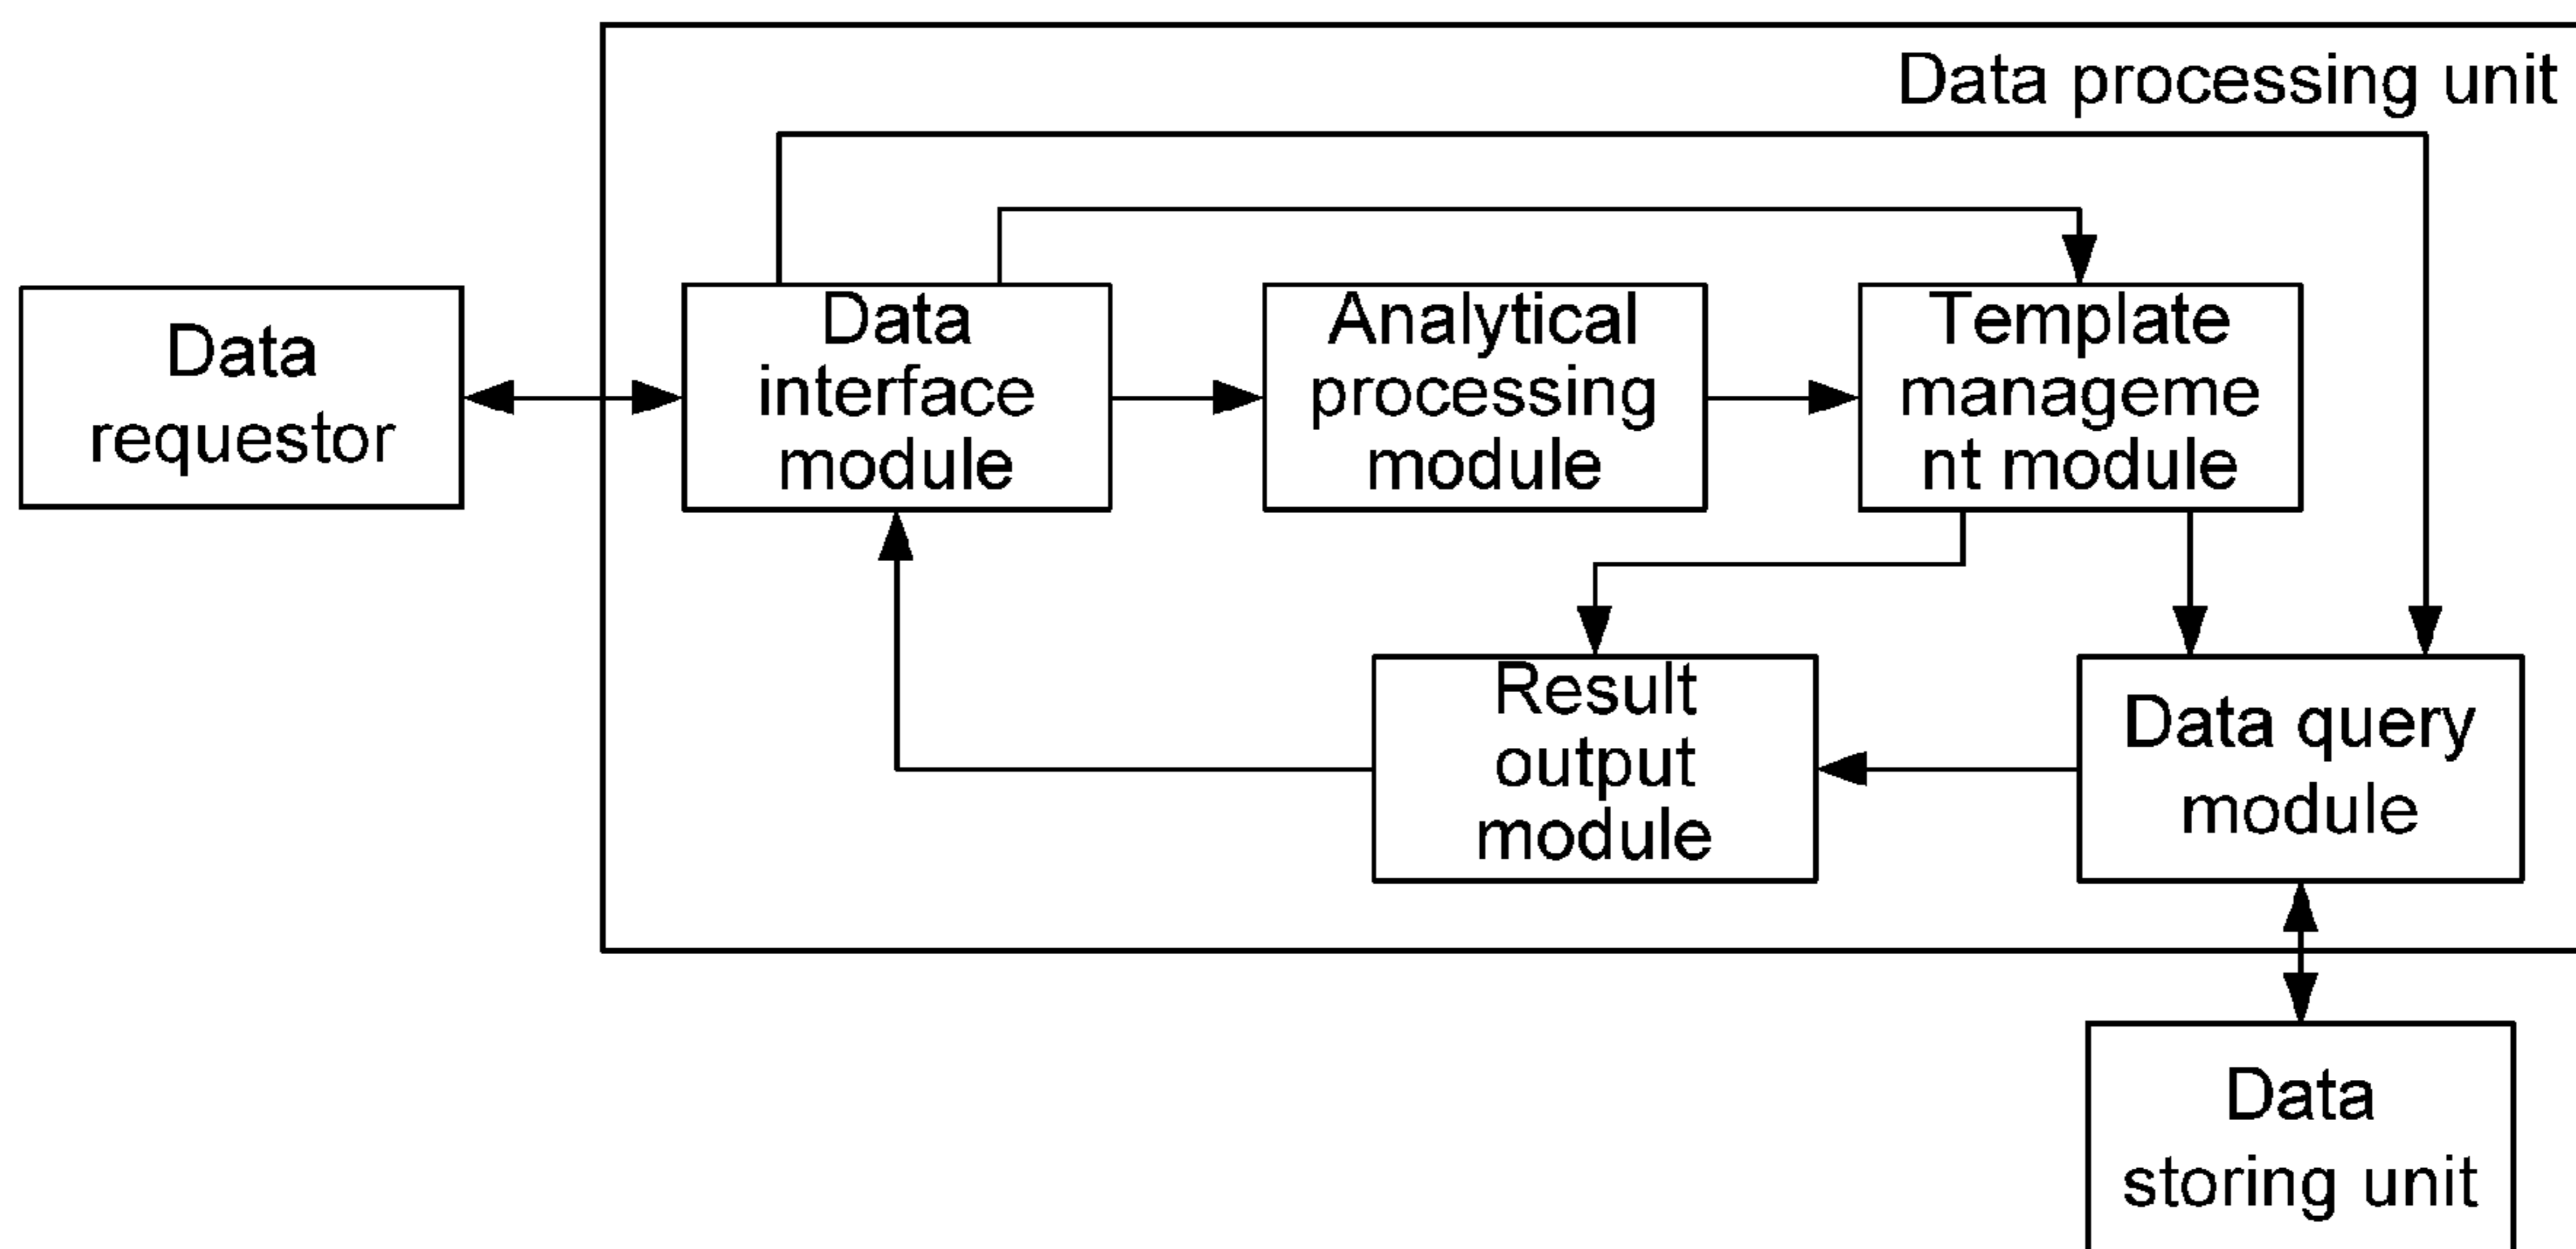 Data processing unit
Data
requestor
Data
interface
module
Analytical
processing
module
Template
manageme
nt module
Result
output
module
Data query
module
Data
storing unit